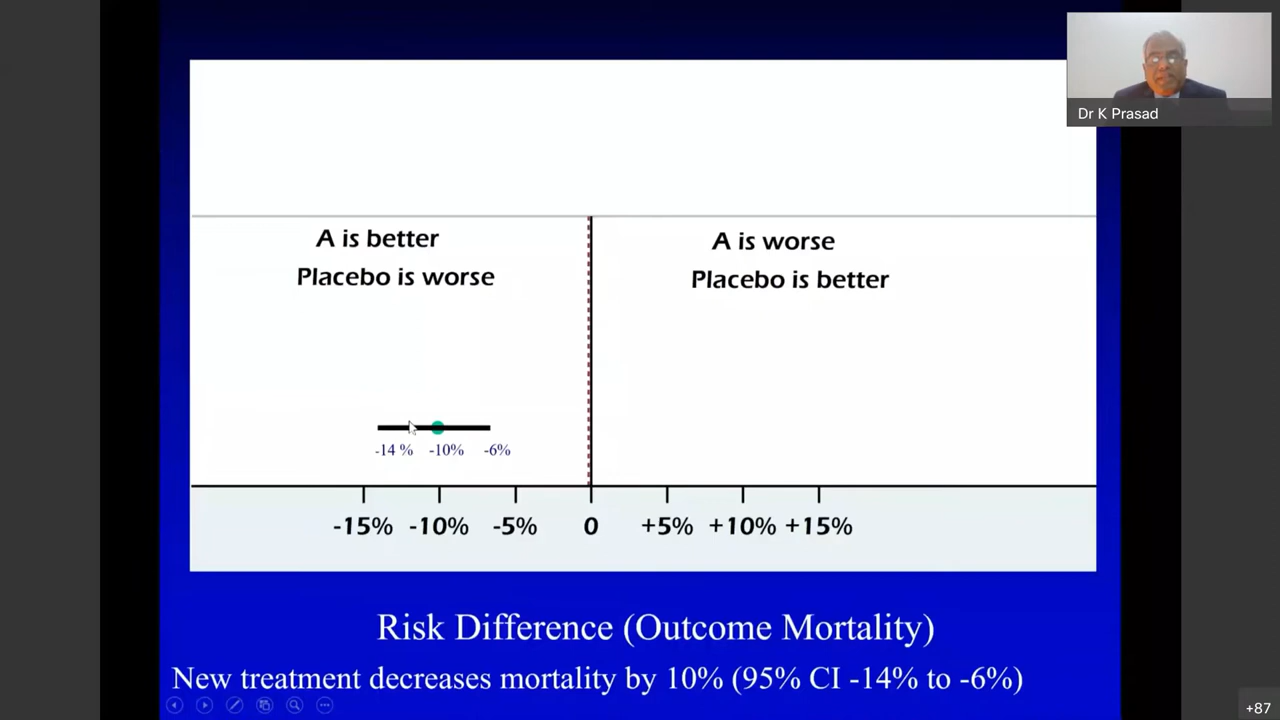 Dr K Prasad
A is better
Placebo is worse
A is worse
Placebo is better
-14 % -10% -6%
-15% -10% -5% 0 +5% +10% +15%
Risk Difference (Outcome Mortality)
New treatment decreases mortality by 10% (95% CI -14% to -6%)
+87